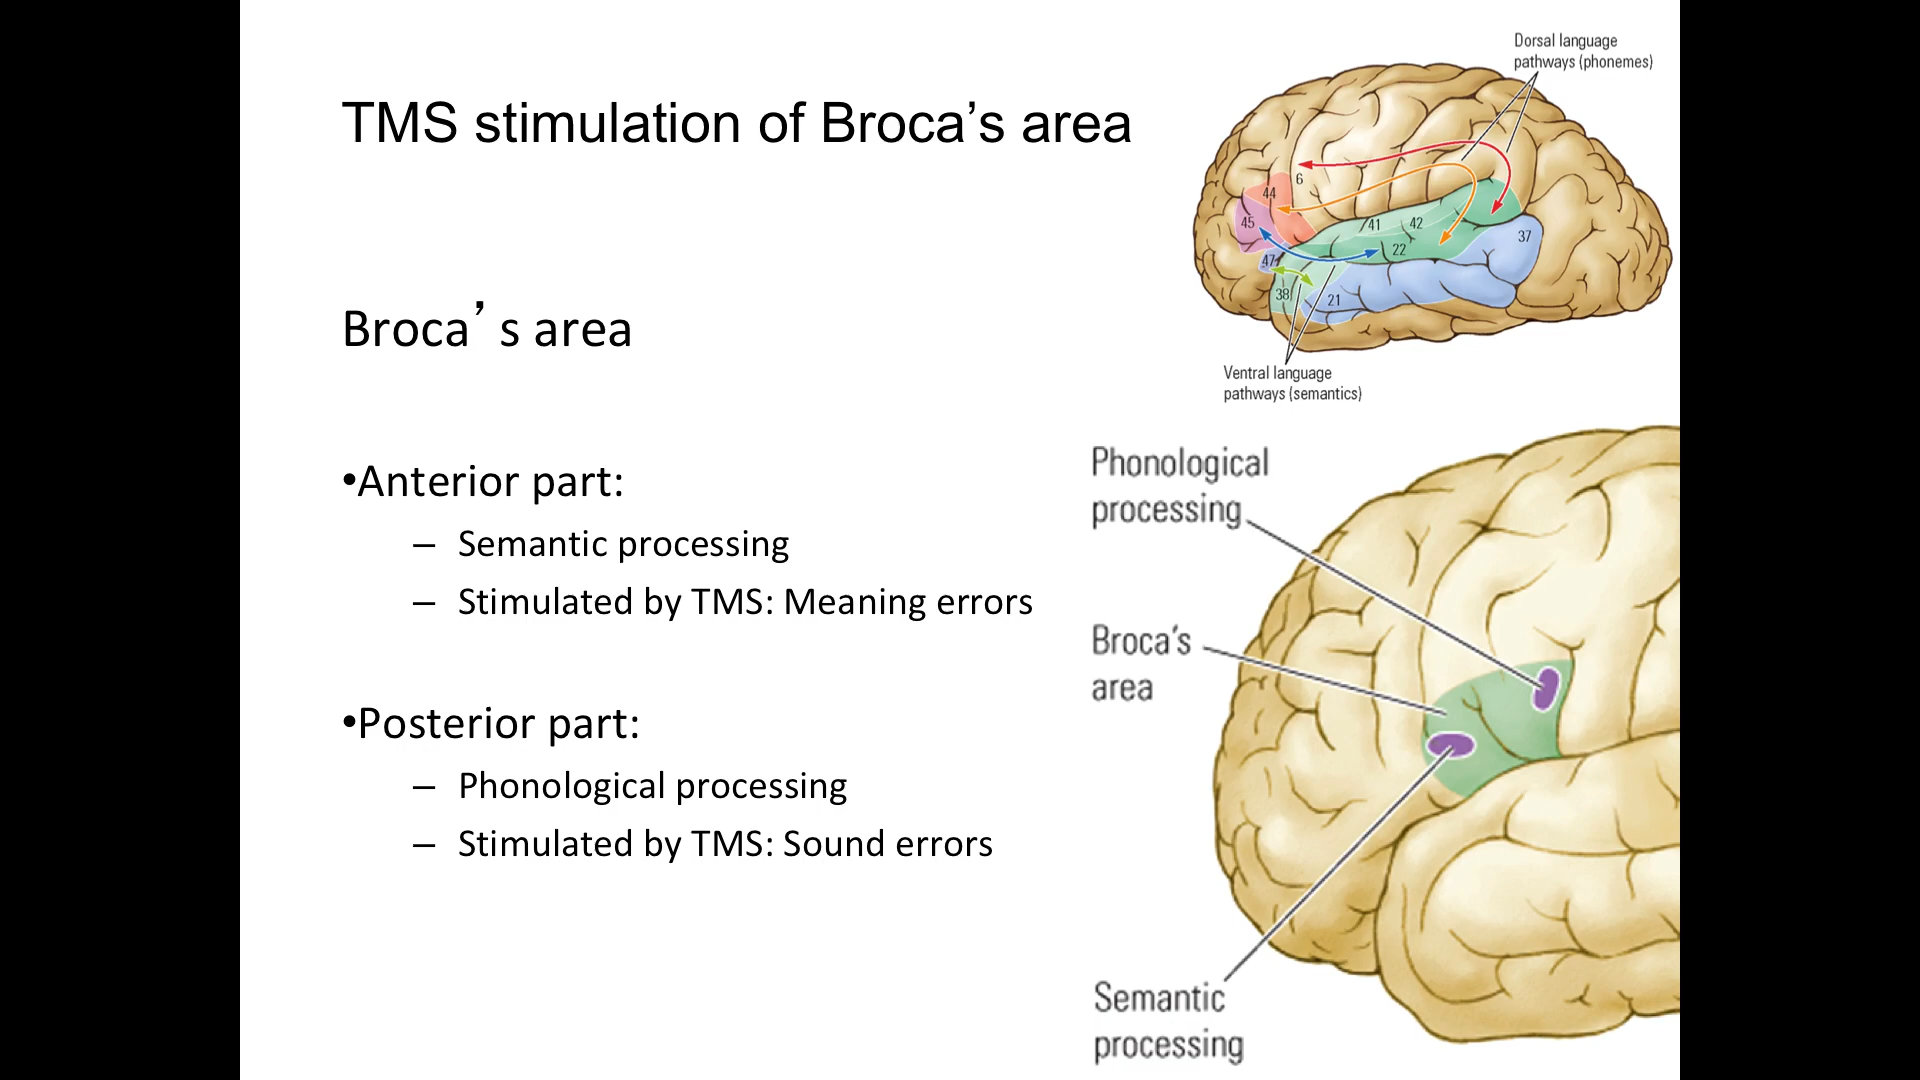 TMS stimulation of Broca’s area
Broca’s area
•Anterior part:
– Semantic processing
– Stimulated by TMS: Meaning errors
•Posterior part:
– Phonological processing
– Stimulated by TMS: Sound errors
Dorsal language
pathways (phonemes)
6
44
45
41
42
37
47
22
38
21
Ventral language
pathways (semantics)
Phonological
processing
Broca’s
area
Semantic
processing